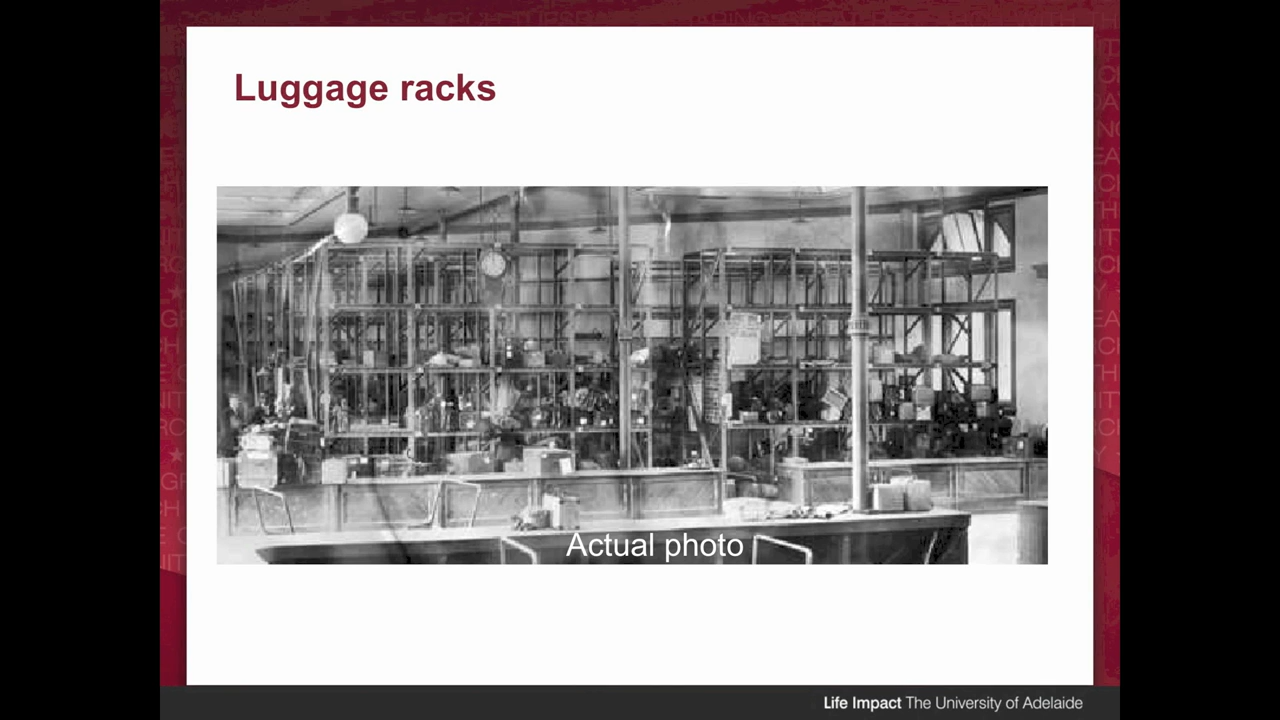 Luggage racks
Actual photo
Life Impact The University of Adelaide